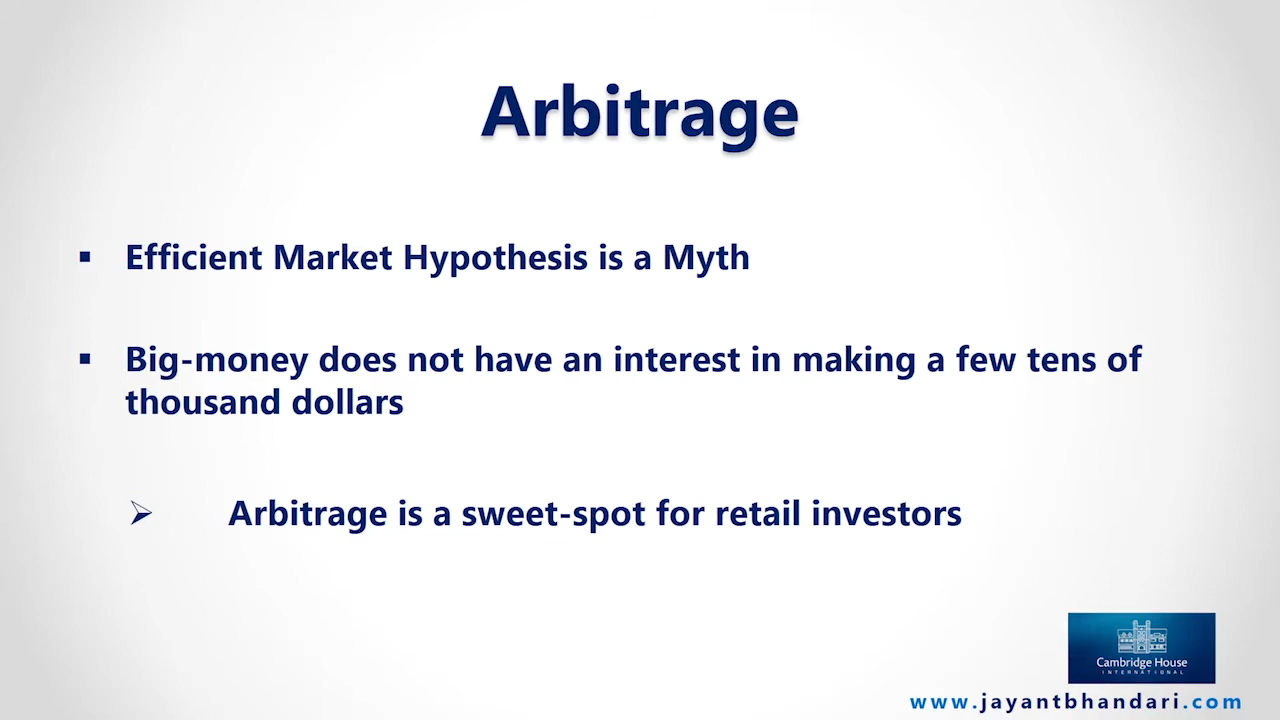 Arbitrage
▪ Efficient Market Hypothesis is a Myth
▪ Big-money does not have an interest in making a few tens of
thousand dollars
➢ Arbitrage is a sweet-spot for retail investors
Cambridge House
INTERNATIONAL
www.jayantbhandari.com